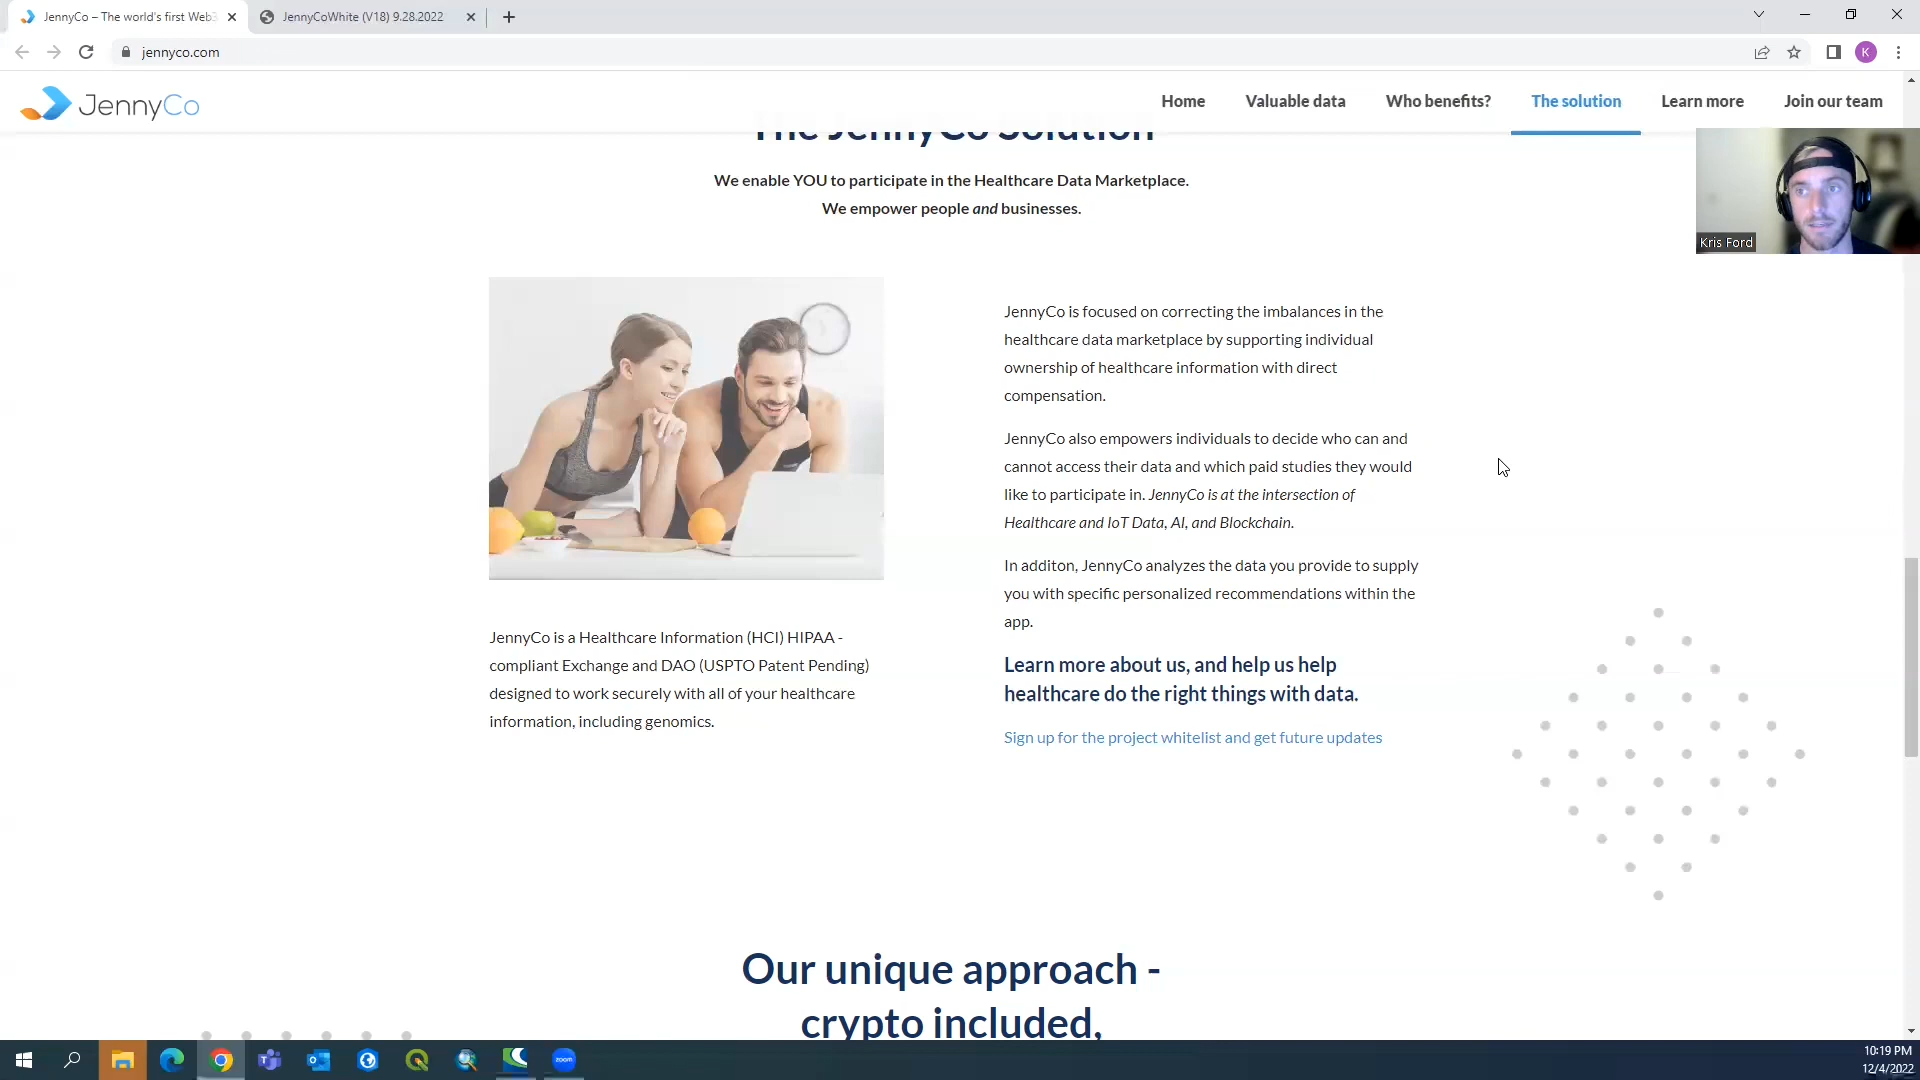 JennyCo – The world's first Web3
JennyCoWhite (V18) 9.28.2022
jennyco.com
K
JennyCo
Home
Valuable data
Who benefits?
The solution
Learn more
Join our team
The JennyCo Solution
We enable YOU to participate in the Healthcare Data Marketplace.
We empower people and businesses.
Kris Ford
JennyCo is a Healthcare Information (HCI) HIPAA -
compliant Exchange and DAO (USPTO Patent Pending)
designed to work securely with all of your healthcare
information, including genomics.
JennyCo is focused on correcting the imbalances in the
healthcare data marketplace by supporting individual
ownership of healthcare information with direct
compensation.
JennyCo also empowers individuals to decide who can and
cannot access their data and which paid studies they would
like to participate in. JennyCo is at the intersection of
Healthcare and IoT Data, AI, and Blockchain.
In additon, JennyCo analyzes the data you provide to supply
you with specific personalized recommendations within the
app.
Learn more about us, and help us help
healthcare do the right things with data.
Sign up for the project whitelist and get future updates
Our unique approach -
crypto included,
zoom
10:19 PM
12/4/2022